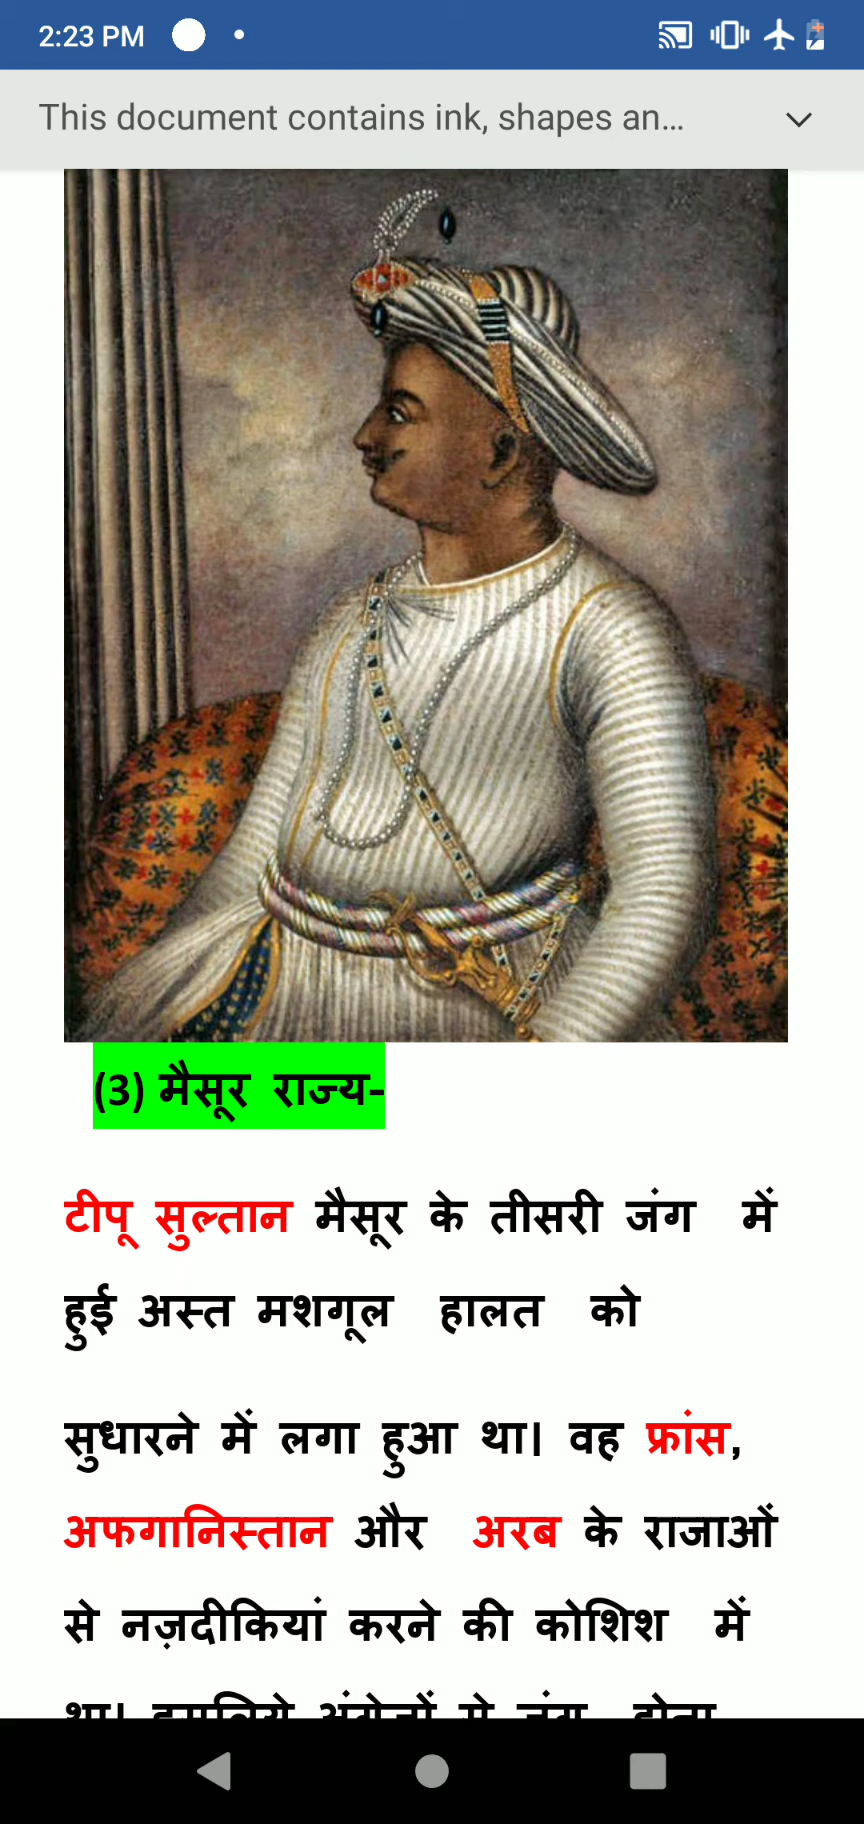 2:23 PM
This document contains ink, shapes an...
(3) मैसूर राज्य-
टीपू सुल्तान मैसूर के तीसरी जंग में
हुई अस्त मशगूल हालत को
सुधारने में लगा हुआ था। वह फ्रांस,
अफगानिस्तान और अरब के राजाओं
से नज़दीकियां करने की कोशिश में